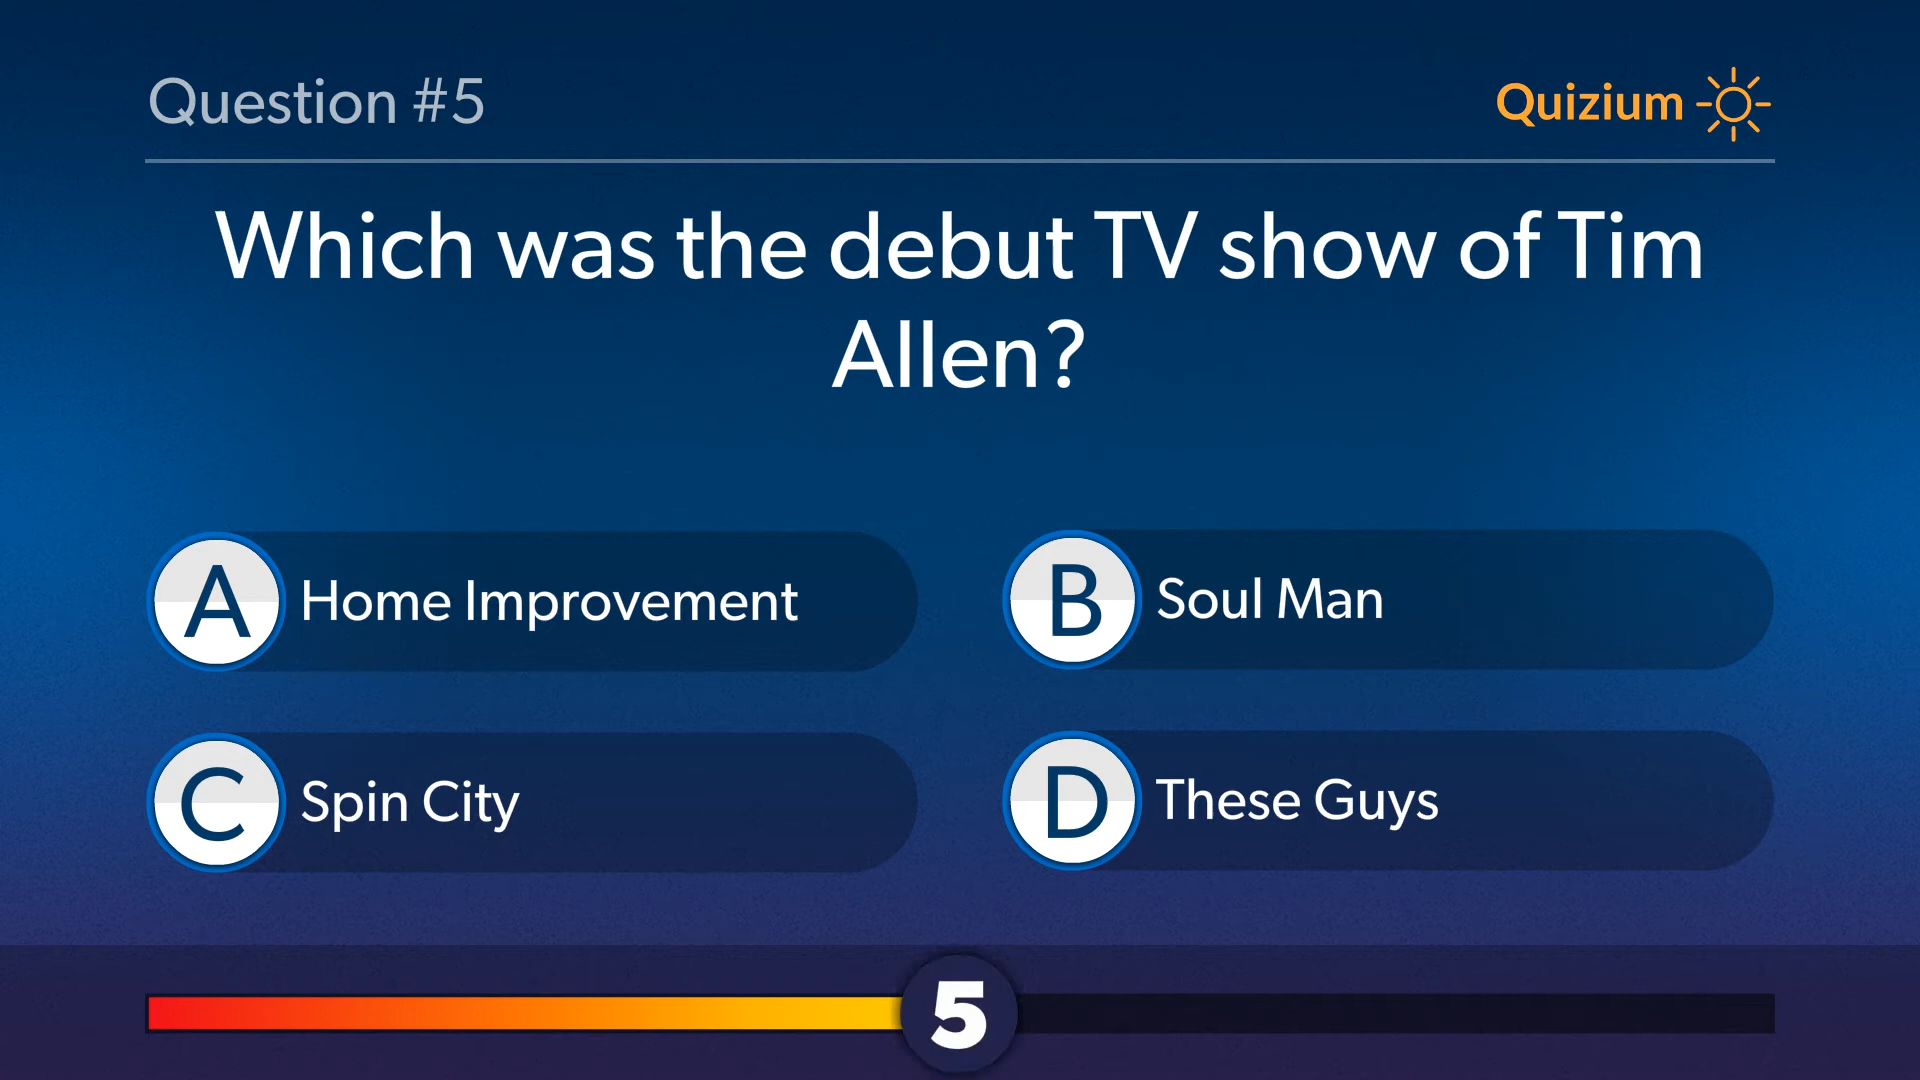 Question #5
Quizium
Which was the debut TV show of Tim
Allen?
A Home Improvement
B Soul Man
C Spin City
D These Guys
5